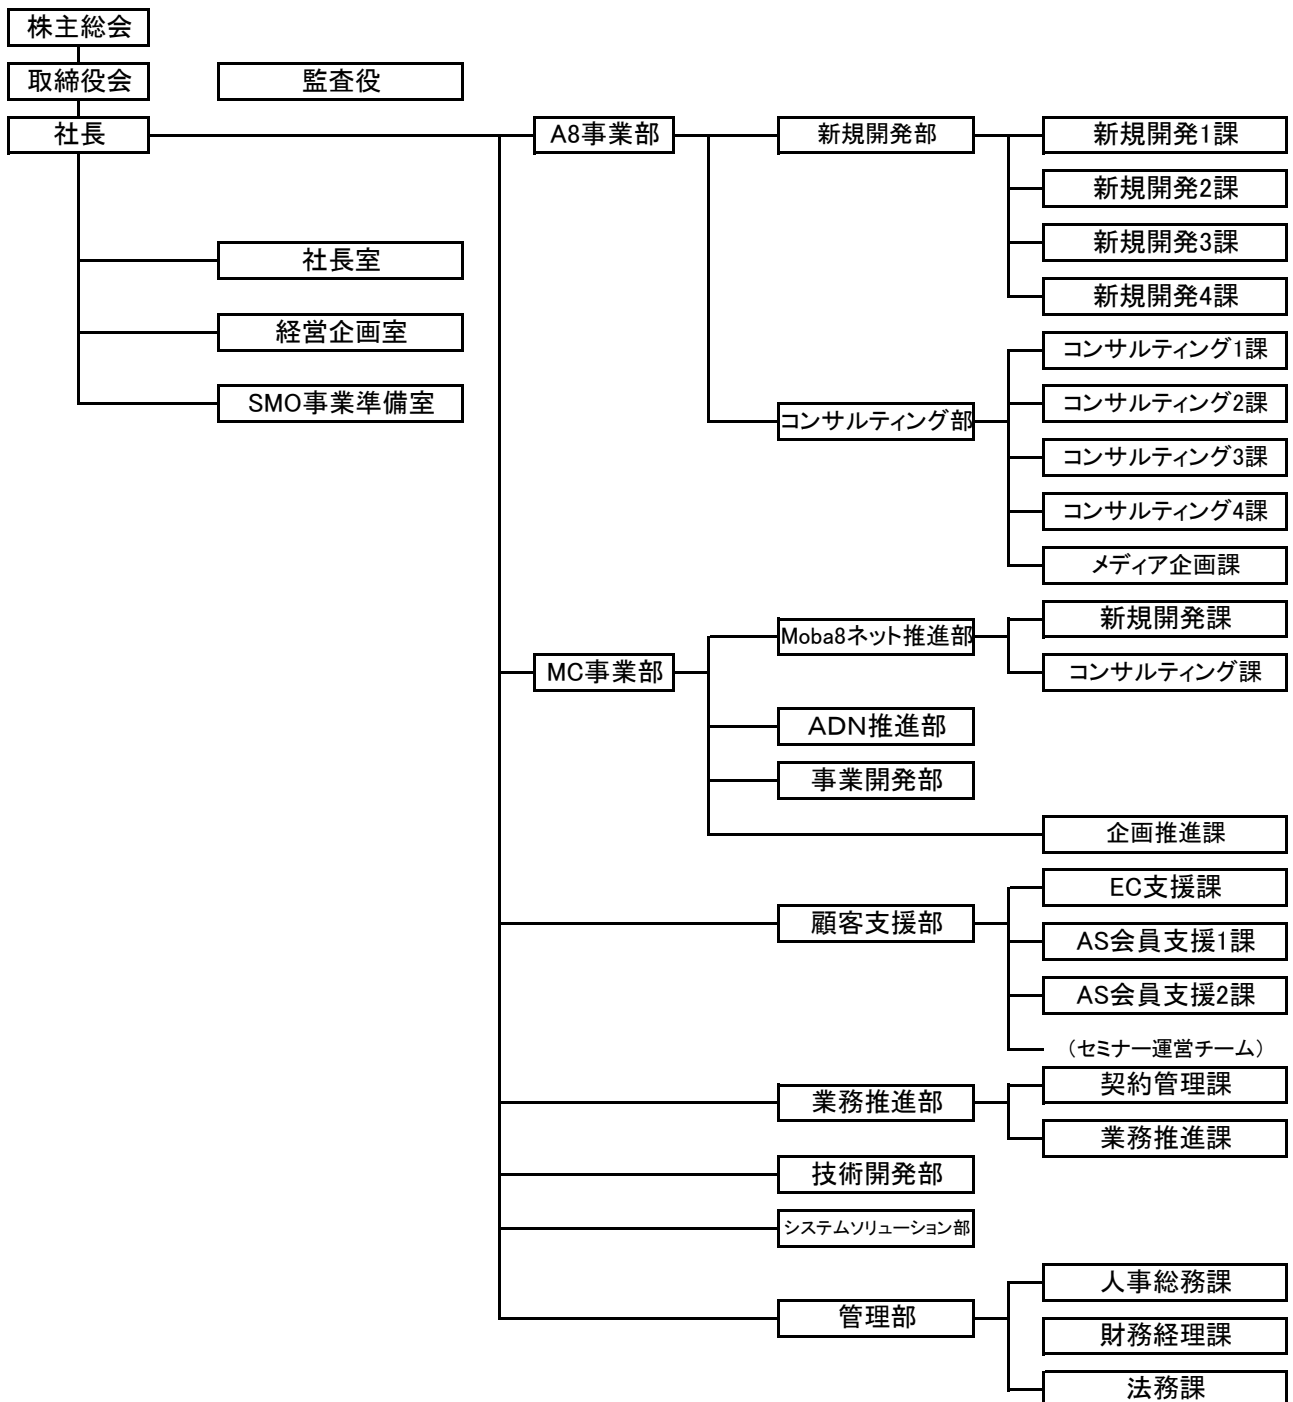 株主総会
取締役会
監査役
社長
A8事業部
新規開発部
新規開発1課
新規開発2課
新規開発3課
新規開発4課
社長室
経営企画室
SMO事業準備室
コンサルティング部
コンサルティング1課
コンサルティング2課
コンサルティング3課
コンサルティング4課
メディア企画課
MC事業部
Moba8ネット推進部
新規開発課
コンサルティング課
ADN推進部
事業開発部
企画推進課
顧客支援部
EC支援課
AS会員支援1課
AS会員支援2課
（セミナー運営チーム）
業務推進部
契約管理課
業務推進課
技術開発部
システムソリューション部
管理部
人事総務課
財務経理課
法務課